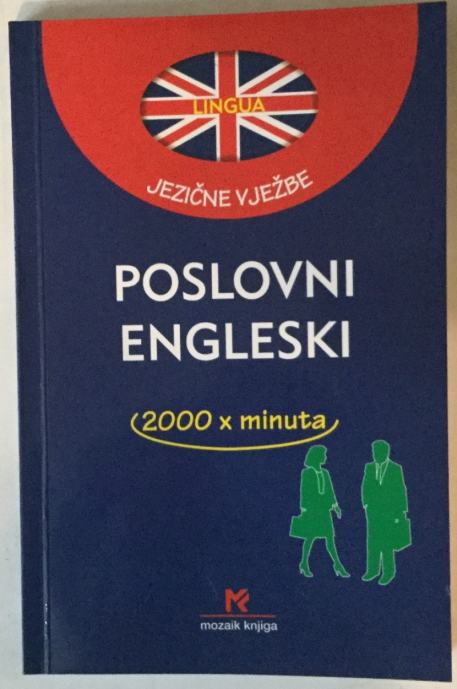 LINGUA
JEZIČNE VJEŽBE
POSLOVNI
ENGLESKI
2000 x minuta
mozaik knjiga